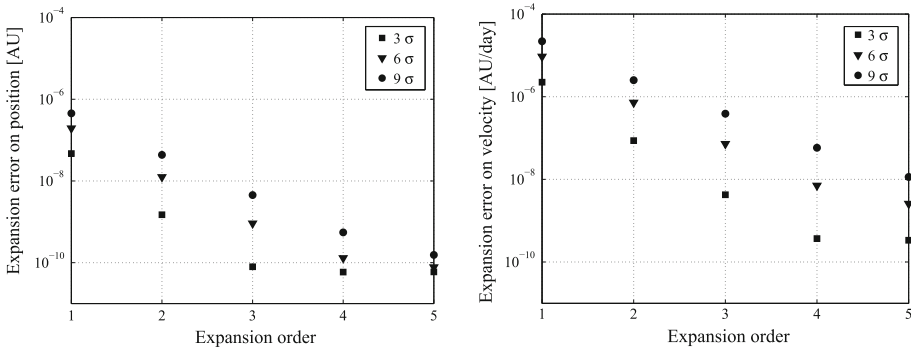 Expansion error on position [AU]
10⁻⁴
10⁻⁶
10⁻⁸
10⁻¹⁰
3 σ
6 σ
9 σ
1 2 3 4 5
Expansion order
Expansion error on velocity [AU/day]
10⁻⁴
10⁻⁶
10⁻⁸
10⁻¹⁰
3 σ
6 σ
9 σ
1 2 3 4 5
Expansion order